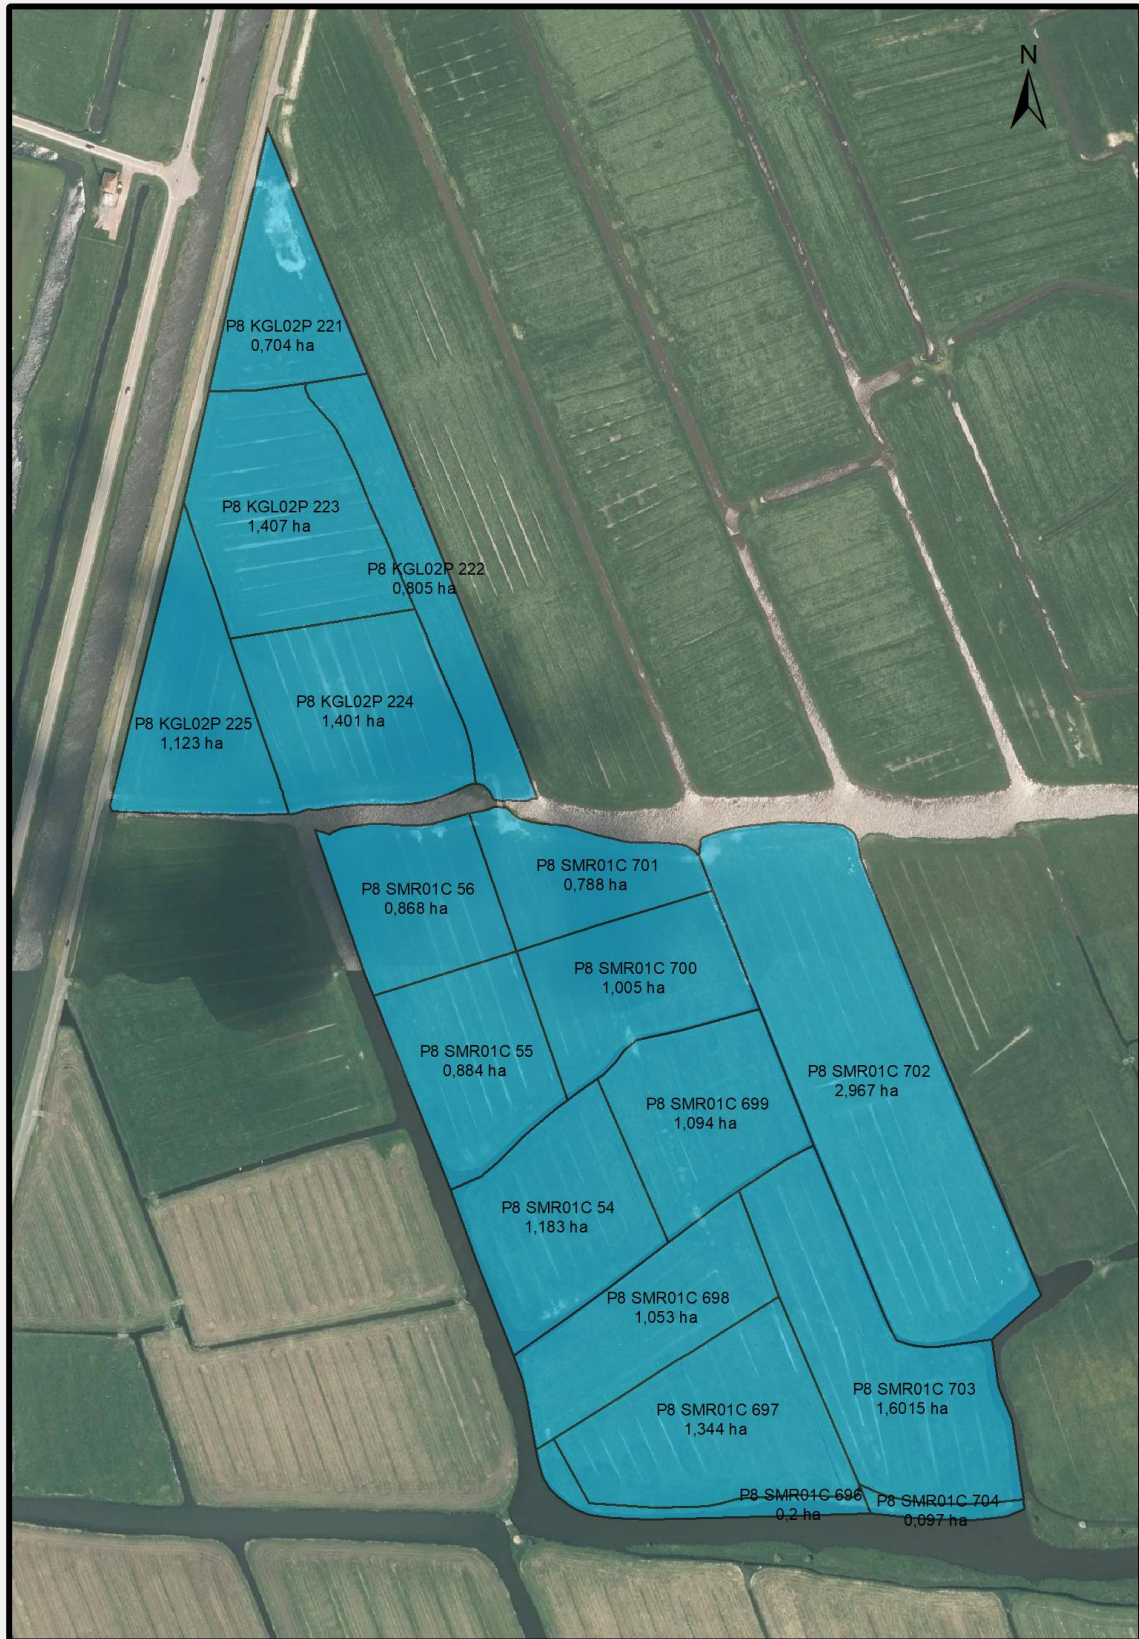 N
P8 KGL02P 221
0,704 ha
P8 KGL02P 223
1,407 ha
P8 KGL02P 222
0,805 ha
P8 KGL02P 224
1,401 ha
P8 KGL02P 225
1,123 ha
P8 SMR01C 701
0,788 ha
P8 SMR01C 56
0,868 ha
P8 SMR01C 700
1,005 ha
P8 SMR01C 55
0,884 ha
P8 SMR01C 702
2,967 ha
P8 SMR01C 699
1,094 ha
P8 SMR01C 54
1,183 ha
P8 SMR01C 698
1,053 ha
P8 SMR01C 703
1,6015 ha
P8 SMR01C 697
1,344 ha
P8 SMR01C 696
0,2 ha
P8 SMR01C 704
0,097 ha